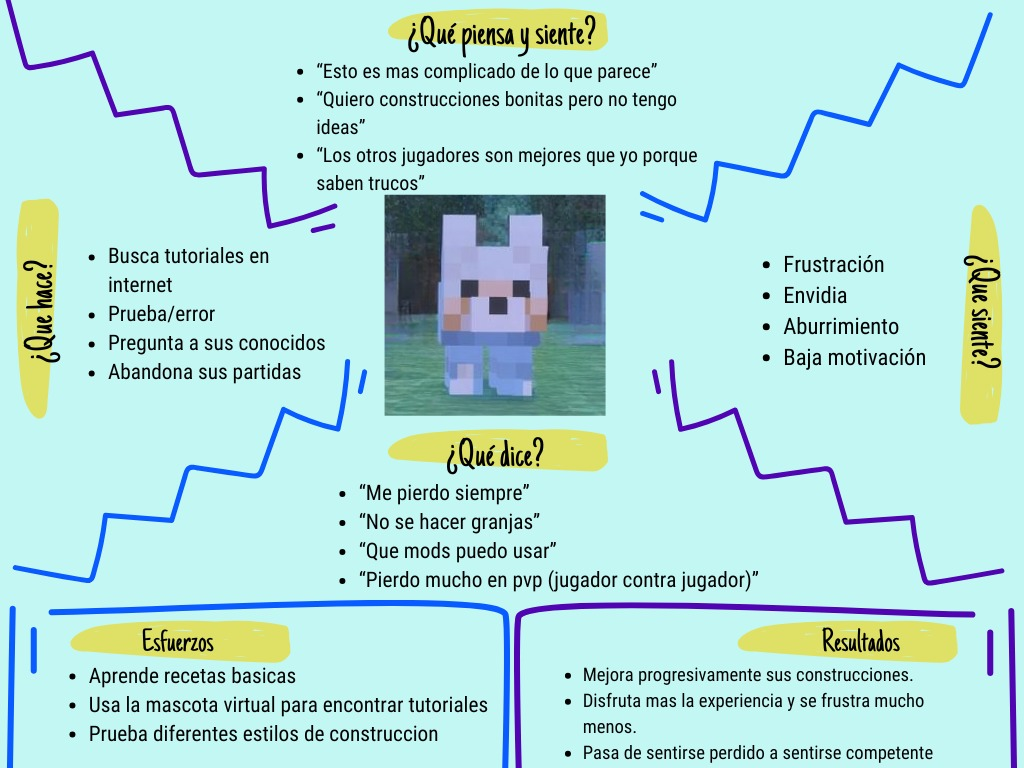 ¿Qué piensa y siente?
“Esto es mas complicado de lo que parece”
“Quiero construcciones bonitas pero no tengo
ideas”
“Los otros jugadores son mejores que yo porque
saben trucos”
¿Que hace?
Busca tutoriales en
internet
Prueba/error
Pregunta a sus conocidos
Abandona sus partidas
¿Que siente?
Frustración
Envidia
Aburrimiento
Baja motivación
¿Qué dice?
“Me pierdo siempre”
“No se hacer granjas”
“Que mods puedo usar”
“Pierdo mucho en pvp (jugador contra jugador)”
Esfuerzos
Aprende recetas basicas
Usa la mascota virtual para encontrar tutoriales
Prueba diferentes estilos de construccion
Resultados
Mejora progresivamente sus construcciones.
Disfruta mas la experiencia y se frustra mucho
menos.
Pasa de sentirse perdido a sentirse competente